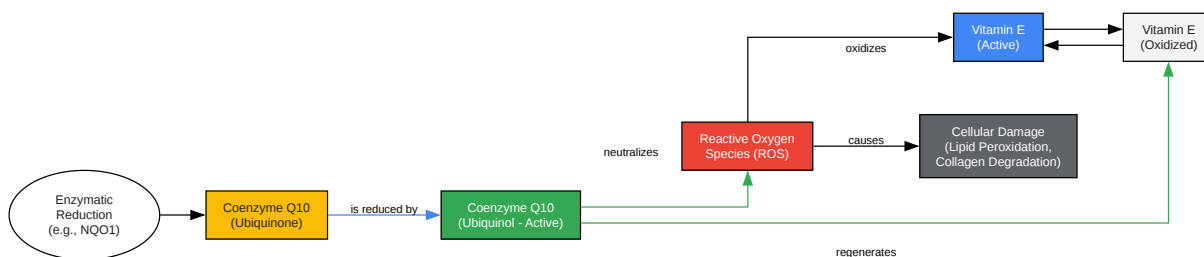 Enzymatic
Reduction
(e.g., NQO1)
Coenzyme Q10
(Ubiquinone)
is reduced by
Coenzyme Q10
(Ubiquinol - Active)
neutralizes
Reactive Oxygen
Species (ROS)
oxidizes
causes
Vitamin E
(Active)
Vitamin E
(Oxidized)
Cellular Damage
(Lipid Peroxidation,
Collagen Degradation)
regenerates